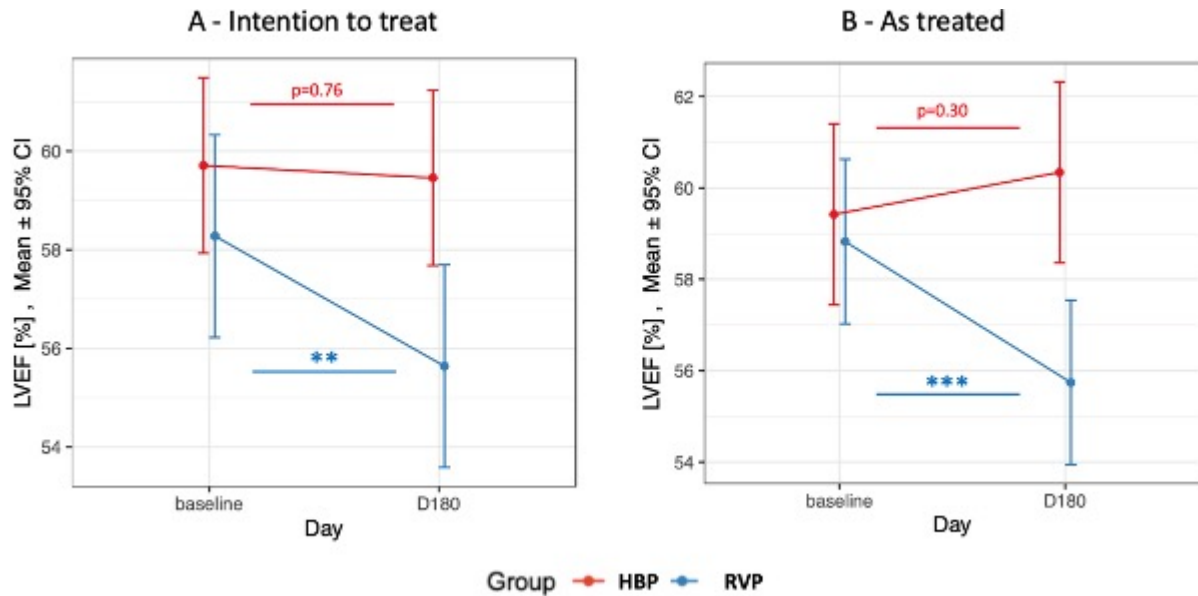 A - Intention to treat
LVEF [%] , Mean ± 95% CI
60
58
56
54
p=0.76
**
baseline D180
Day
B - As treated
LVEF [%] , Mean ± 95% CI
62
60
58
56
54
p=0.30
***
baseline D180
Day
Group HBP RVP